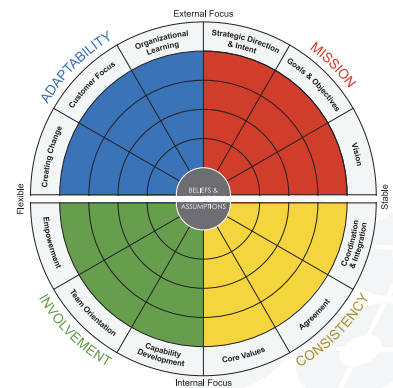 External Focus
ADAPTABILITY
MISSION
Organizational
Learning
Strategic Direction
& Intent
Customer Focus
Goals & Objectives
Creating Change
Vision
Flexible
Stable
BELIEFS &
ASSUMPTIONS
Empowerment
Coordination
& Integration
Team Orientation
Agreement
Capability
Development
Core Values
INVOLVEMENT
CONSISTENCY
Internal Focus